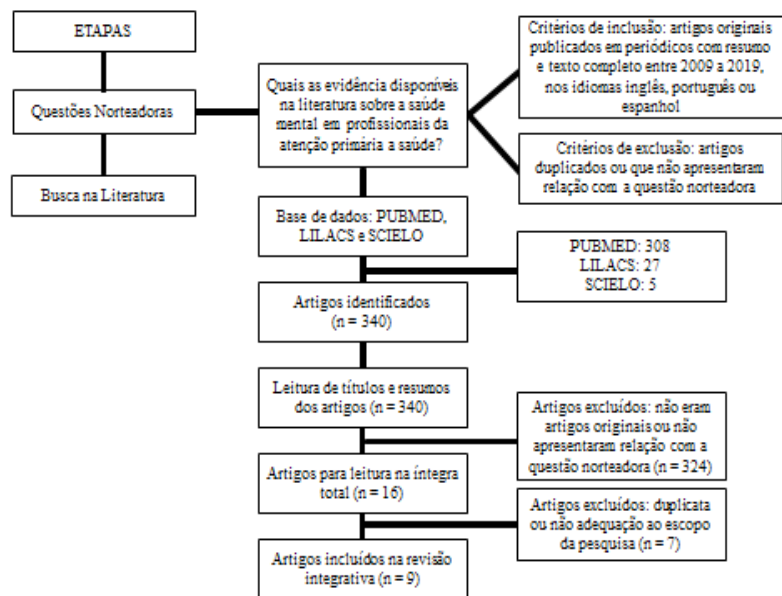 ETAPAS
Questões Norteadoras
Busca na Literatura
Quais as evidência disponíveis
na literatura sobre a saúde
mental em profissionais da
atenção primária a saúde?
Critérios de inclusão: artigos originais
publicados em periódicos com resumo
e texto completo entre 2009 a 2019,
nos idiomas inglês, português ou
espanhol
Critérios de exclusão: artigos
duplicados ou que não apresentaram
relação com a questão norteadora
Base de dados: PUBMED,
LILACS e SCIELO
PUBMED: 308
LILACS: 27
SCIELO: 5
Artigos identificados
(n = 340)
Leitura de títulos e resumos
dos artigos (n = 340)
Artigos excluídos: não eram
artigos originais ou não
apresentaram relação com a
questão norteadora (n = 324)
Artigos para leitura na íntegra
total (n = 16)
Artigos excluídos: duplicata
ou não adequação ao escopo
da pesquisa (n = 7)
Artigos incluídos na revisão
integrativa (n = 9)